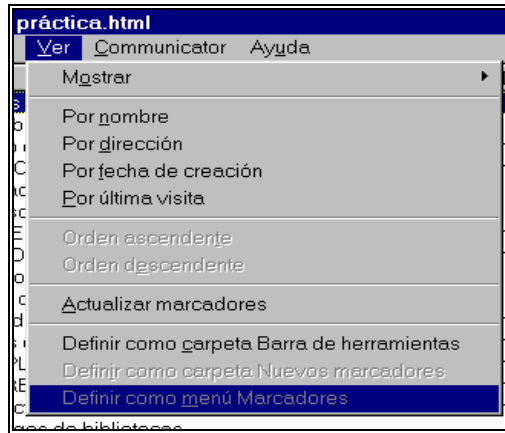 práctica.html
Ver Communicator Ayuda
Mostrar
Por nombre
Por dirección
Por fecha de creación
Por última visita
Orden ascendente
Orden descendente
Actualizar marcadores
Definir como carpeta Barra de herramientas
Definir como carpeta Nuevos marcadores
Definir como menú Marcadores